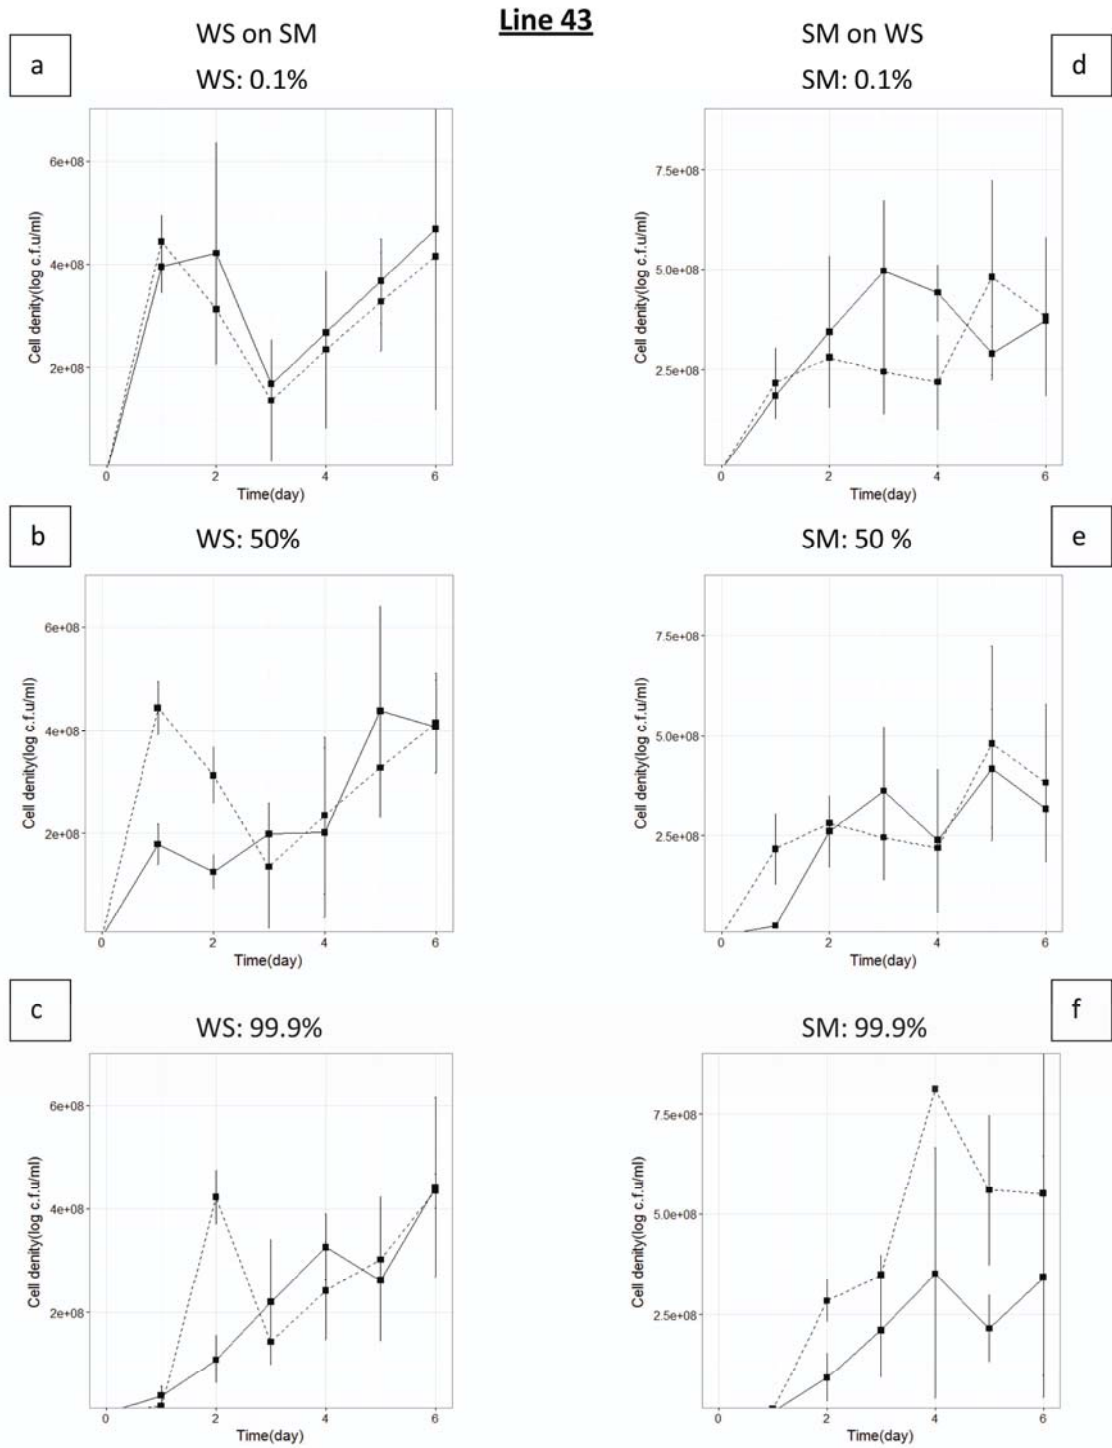 Line 43
WS on SM
SM on WS
a
WS: 0.1%
SM: 0.1%
d
6e+08
4e+08
2e+08
Cell denity(log c.f.u/ml)
0
2
4
6
Time(day)
7.5e+08
5.0e+08
2.5e+08
Cell denity(log c.f.u/ml)
0
2
4
6
Time(day)
b
WS: 50%
SM: 50 %
e
6e+08
4e+08
2e+08
Cell denity(log c.f.u/ml)
0
2
4
6
Time(day)
7.5e+08
5.0e+08
2.5e+08
Cell denity(log c.f.u/ml)
0
2
4
6
Time(day)
c
WS: 99.9%
SM: 99.9%
f
6e+08
4e+08
2e+08
Cell denity(log c.f.u/ml)
0
2
4
6
Time(day)
7.5e+08
5.0e+08
2.5e+08
Cell denity(log c.f.u/ml)
0
2
4
6
Time(day)